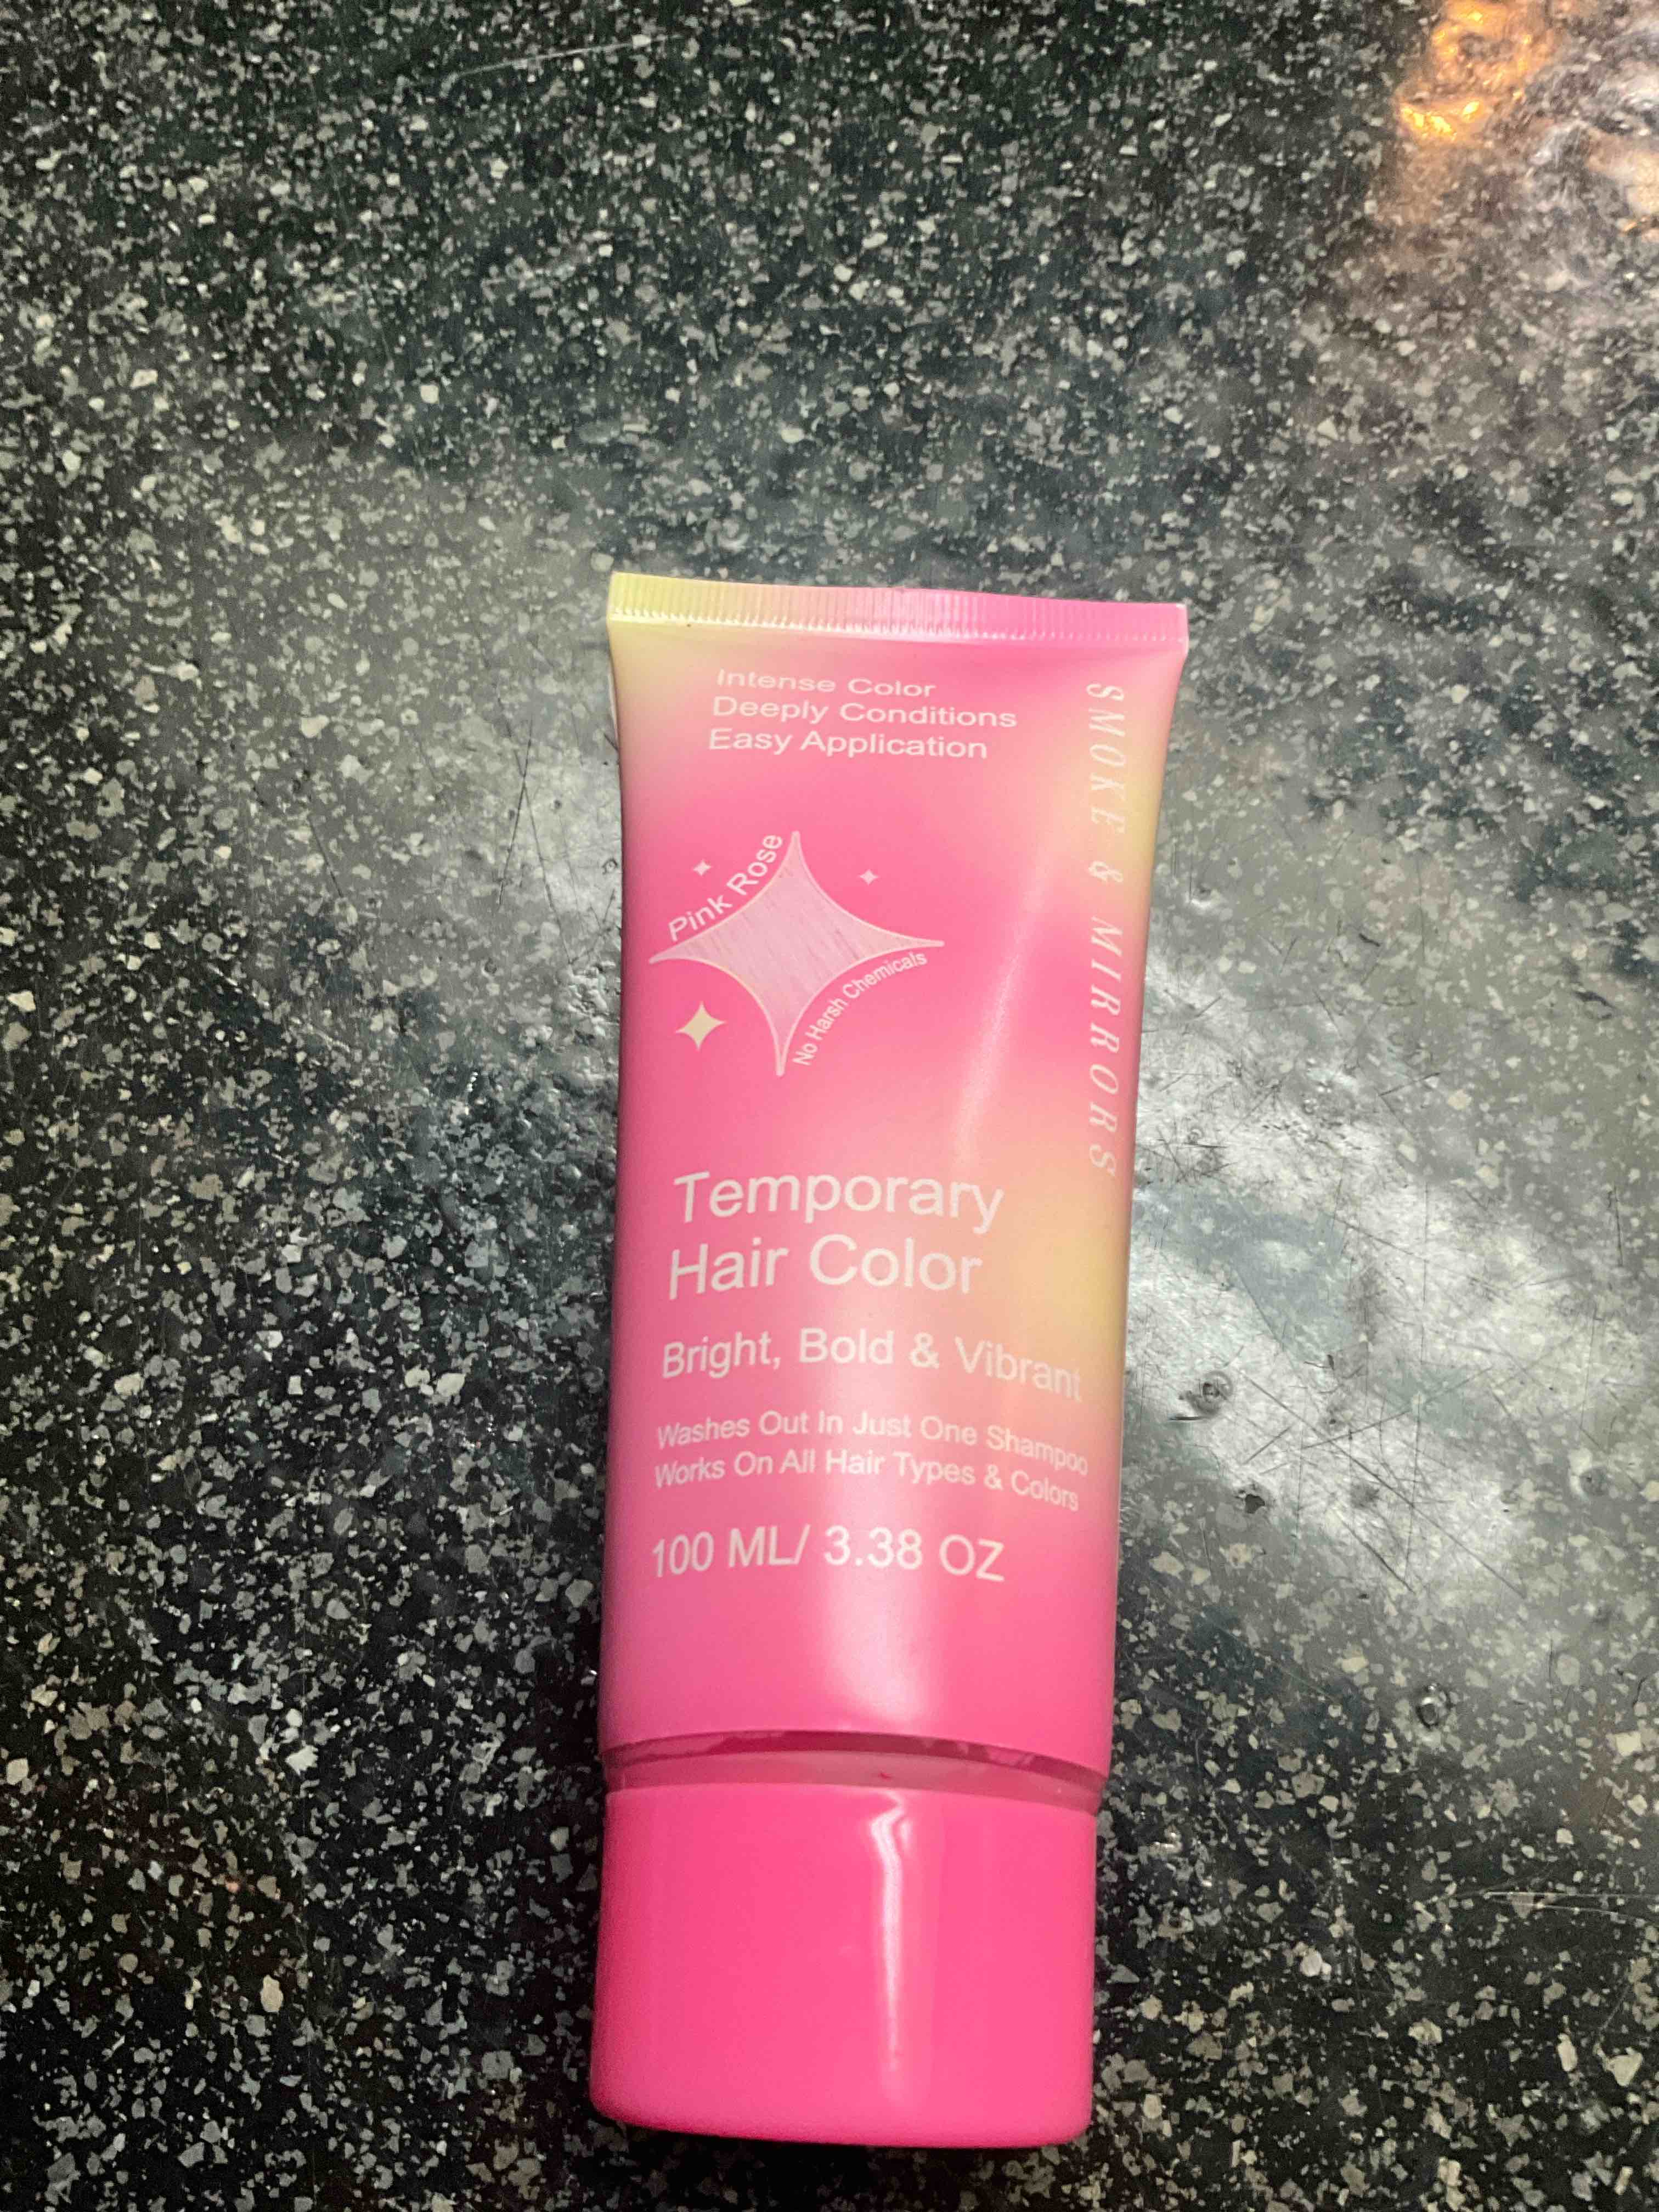 Intense Color
Deeply Conditions
Easy Application
SMOKE & MIRRORS
Pink Rose
No Harsh Chemicals
Temporary
Hair Color
Bright, Bold & Vibrant
Washes Out In Just One Shampoo
Works On All Hair Types & Colors
100 ML/ 3.38 OZ